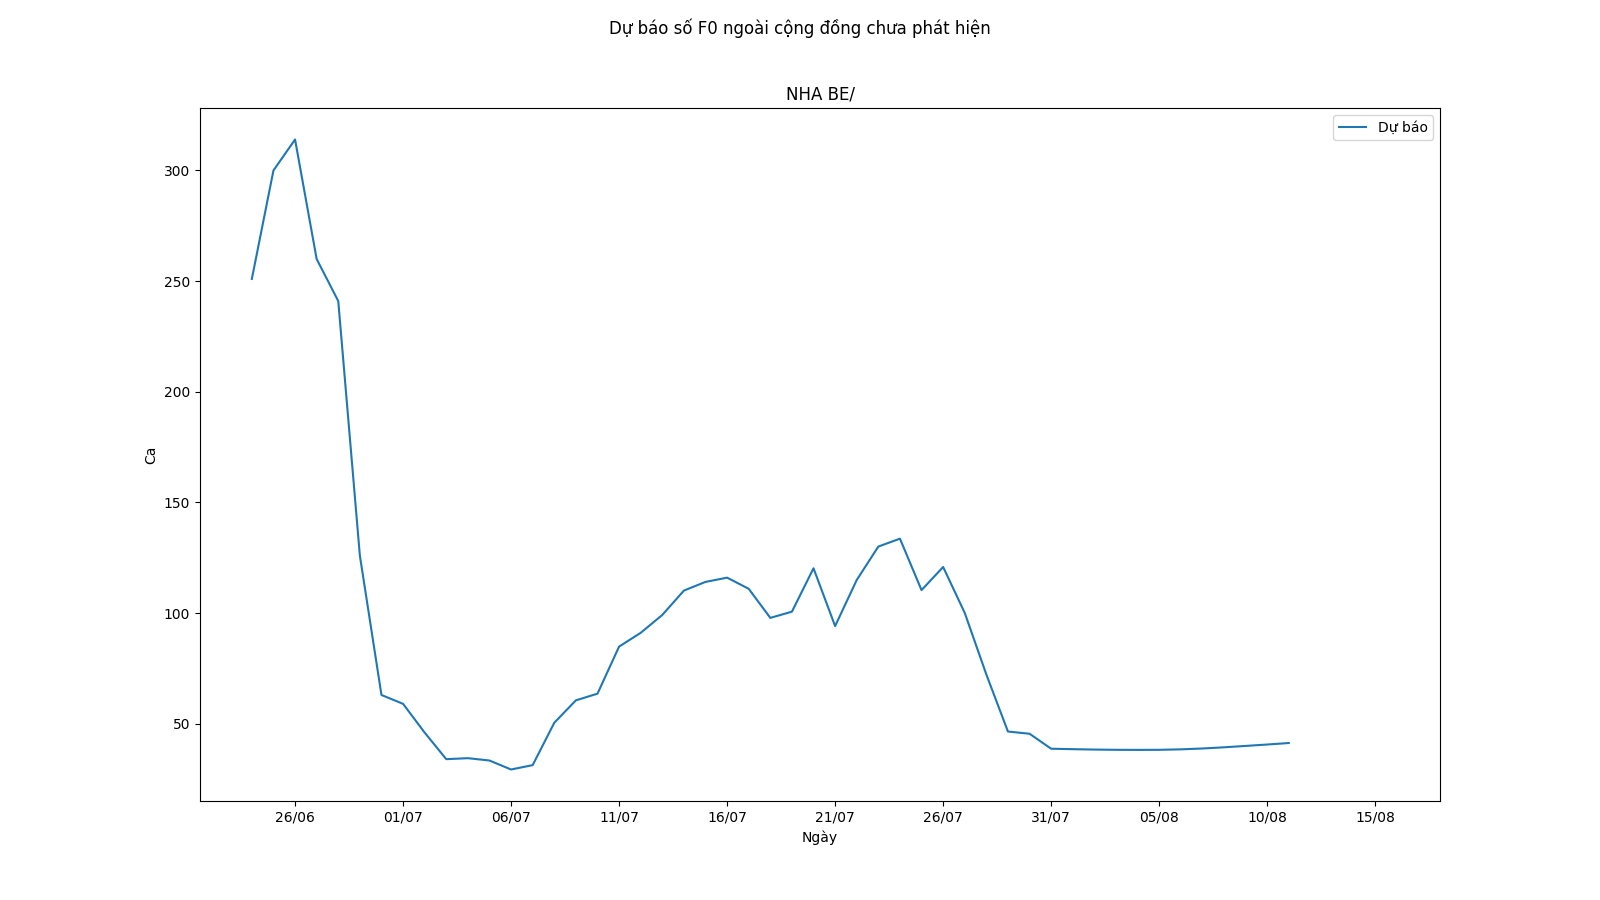 Dự báo số F0 ngoài cộng đồng chưa phát hiện
NHA BE/
Dự báo
300
250
200
150
100
50
Ca
26/06 01/07 06/07 11/07 16/07 21/07 26/07 31/07 05/08 10/08 15/08
Ngày